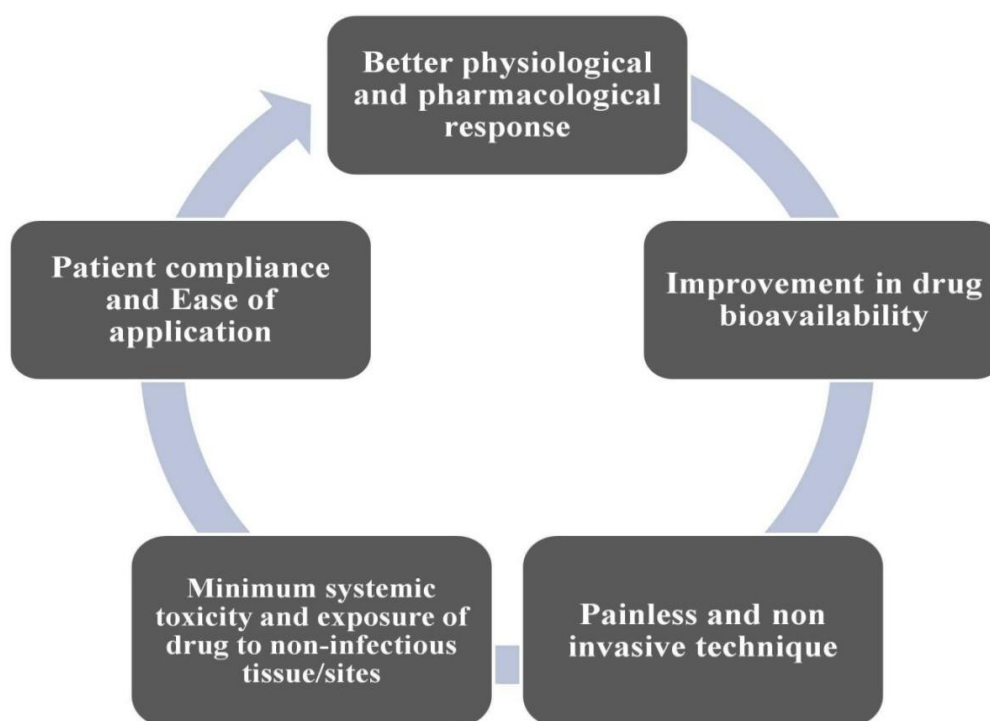 Better physiological
and pharmacological
response
Improvement in drug
bioavailability
Painless and non
invasive technique
Minimum systemic
toxicity and exposure of
drug to non-infectious
tissue/sites
Patient compliance
and Ease of
application